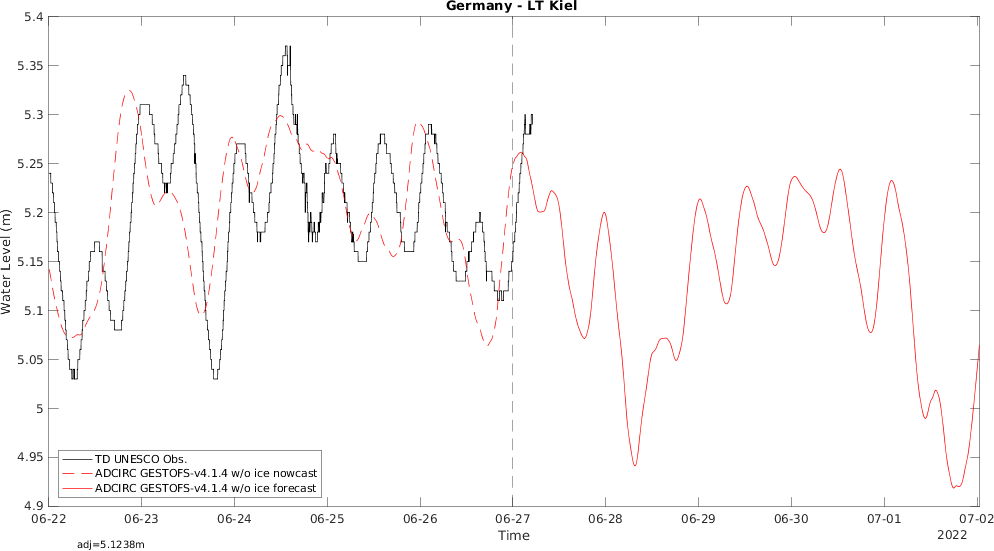 Germany - LT Kiel
5.4
5.35
5.3
5.25
5.2
5.15
5.1
5.05
5
4.95
4.9
Water Level (m)
TD UNESCO Obs.
ADCIRC GESTOFS-v4.1.4 w/o ice nowcast
ADCIRC GESTOFS-v4.1.4 w/o ice forecast
06-22 06-23 06-24 06-25 06-26 06-27 06-28 06-29 06-30 07-01 07-02
Time
2022
adj=5.1238m